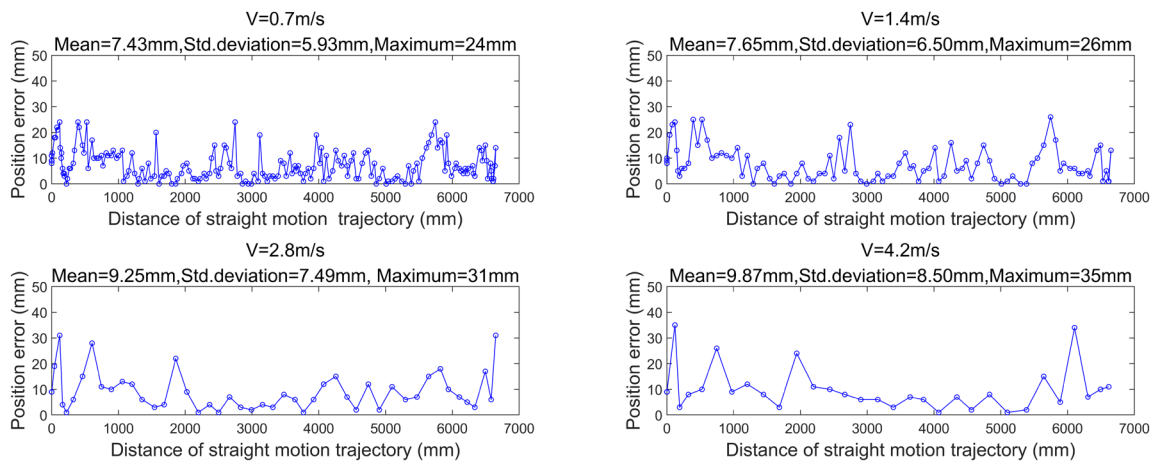 V=0.7m/s
Mean=7.43mm,Std.deviation=5.93mm,Maximum=24mm
50
40
30
20
10
0
Position error (mm)
0 1000 2000 3000 4000 5000 6000 7000
Distance of straight motion trajectory (mm)
V=1.4m/s
Mean=7.65mm,Std.deviation=6.50mm,Maximum=26mm
50
40
30
20
10
0
Position error (mm)
0 1000 2000 3000 4000 5000 6000 7000
Distance of straight motion trajectory (mm)
V=2.8m/s
Mean=9.25mm,Std.deviation=7.49mm, Maximum=31mm
50
40
30
20
10
0
Position error (mm)
0 1000 2000 3000 4000 5000 6000 7000
Distance of straight motion trajectory (mm)
V=4.2m/s
Mean=9.87mm,Std.deviation=8.50mm,Maximum=35mm
50
40
30
20
10
0
Position error (mm)
0 1000 2000 3000 4000 5000 6000 7000
Distance of straight motion trajectory (mm)